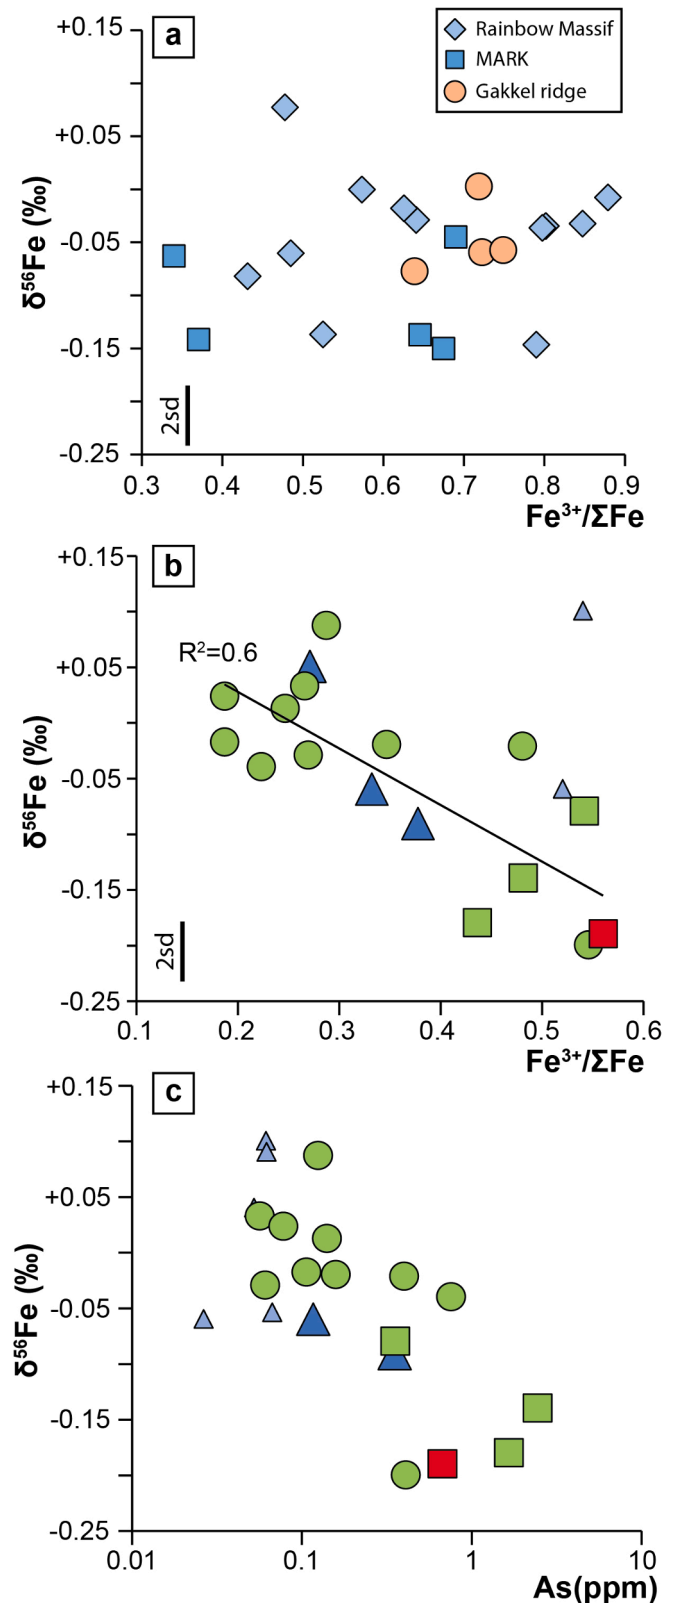 a
Rainbow Massif
MARK
Gakkel ridge
+0.15
+0.05
-0.05
-0.15
-0.25
δ⁵⁶Fe (‰)
2sd
0.3 0.4 0.5 0.6 0.7 0.8 0.9
Fe³⁺/ΣFe
b
+0.15
+0.05
-0.05
-0.15
-0.25
δ⁵⁶Fe (‰)
R²=0.6
2sd
0.1 0.2 0.3 0.4 0.5 0.6
Fe³⁺/ΣFe
c
+0.15
+0.05
-0.05
-0.15
-0.25
δ⁵⁶Fe (‰)
0.01 0.1 1 10
As(ppm)